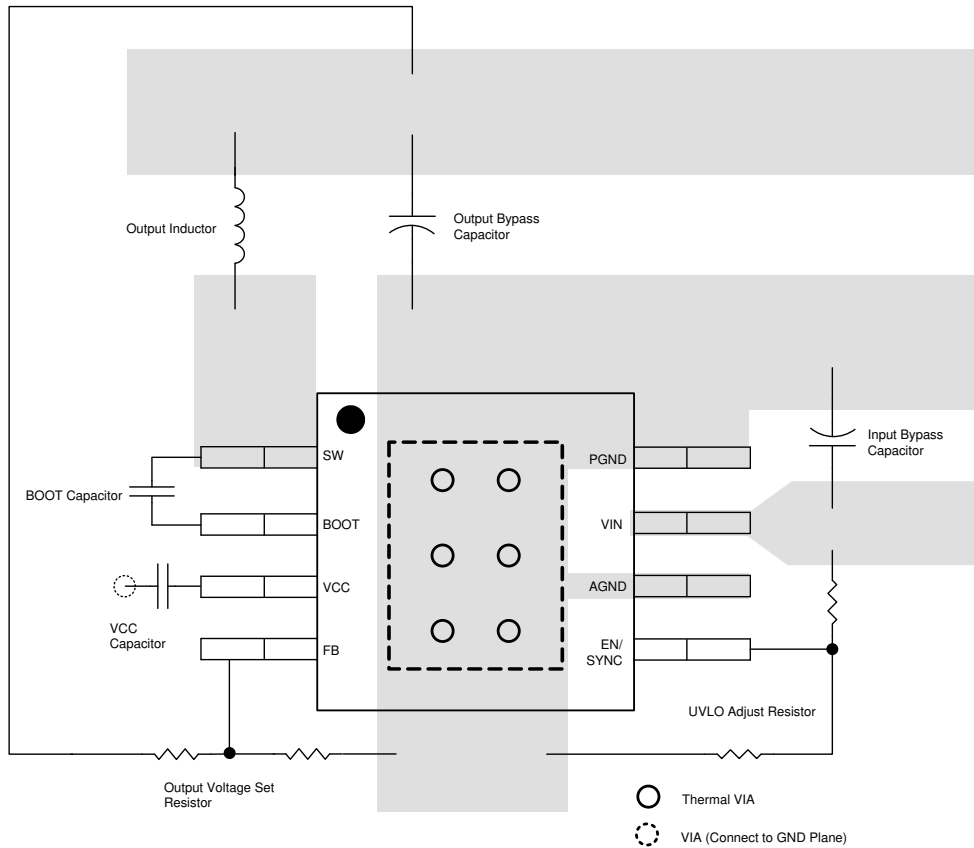 Output Inductor
Output Bypass
Capacitor
Input Bypass
Capacitor
SW
PGND
BOOT Capacitor
BOOT
VIN
VCC
AGND
VCC
Capacitor
FB
EN/
SYNC
UVLO Adjust Resistor
Output Voltage Set
Resistor
Thermal VIA
VIA (Connect to GND Plane)